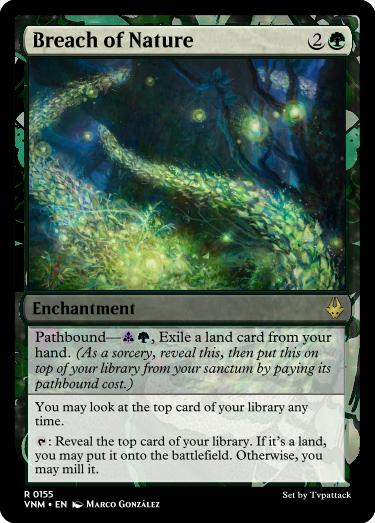 Breach of Nature 2
Enchantment
Pathbound—, Exile a land card from your
hand. (As a sorcery, reveal this, then put this on
top of your library from your sanctum by paying its
pathbound cost.)
You may look at the top card of your library any
time.
: Reveal the top card of your library. If it's a land,
you may put it onto the battlefield. Otherwise, you
may mill it.
R 0155
VNM • EN Marco González
Set by Tvpattack